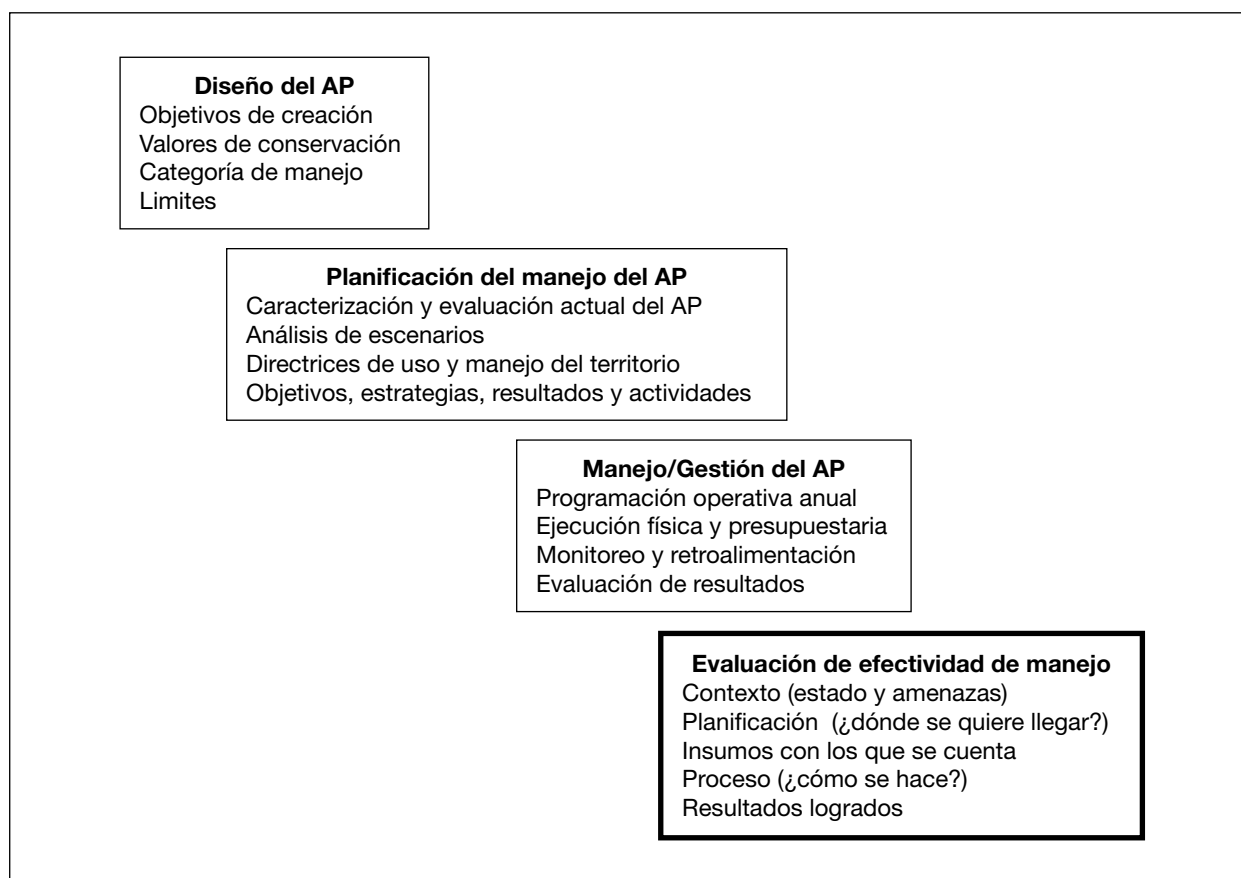 Diseño del AP
Objetivos de creación
Valores de conservación
Categoría de manejo
Limites
Planificación del manejo del AP
Caracterización y evaluación actual del AP
Análisis de escenarios
Directrices de uso y manejo del territorio
Objetivos, estrategias, resultados y actividades
Manejo/Gestión del AP
Programación operativa anual
Ejecución física y presupuestaria
Monitoreo y retroalimentación
Evaluación de resultados
Evaluación de efectividad de manejo
Contexto (estado y amenazas)
Planificación  (¿dónde se quiere llegar?)
Insumos con los que se cuenta
Proceso (¿cómo se hace?)
Resultados logrados